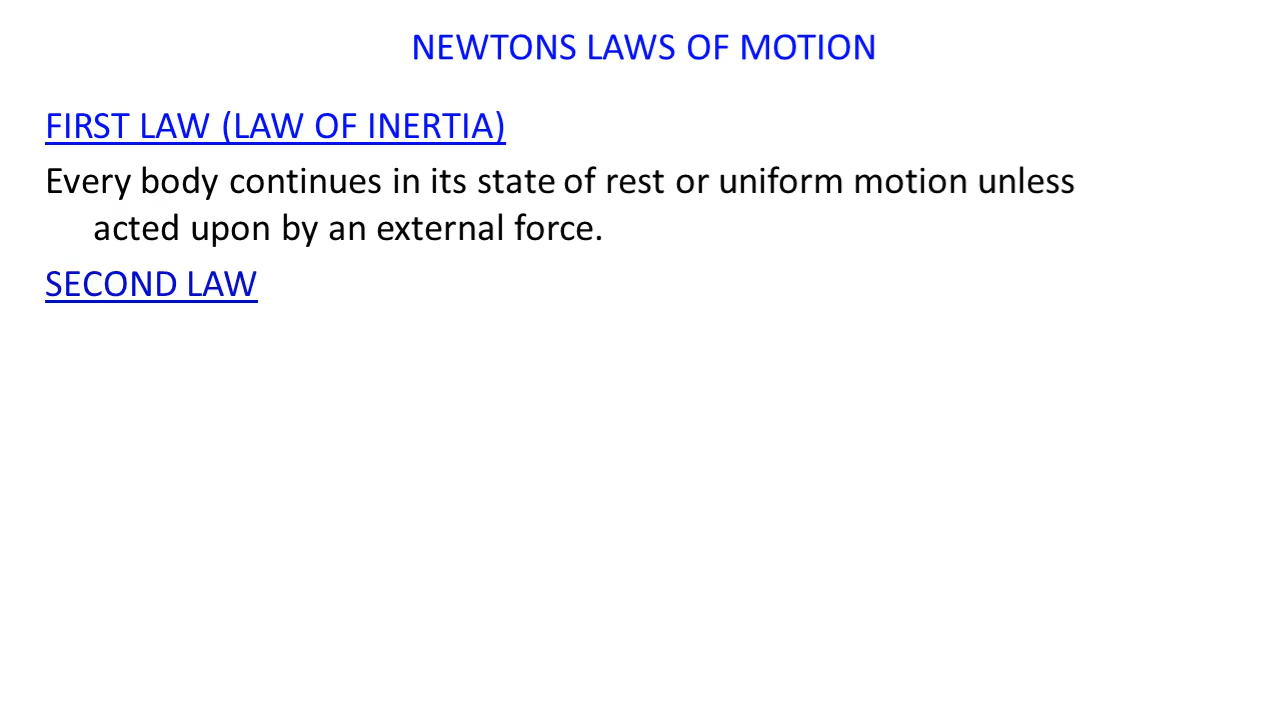 NEWTONS LAWS OF MOTION
FIRST LAW (LAW OF INERTIA)
Every body continues in its state of rest or uniform motion unless
acted upon by an external force.
SECOND LAW